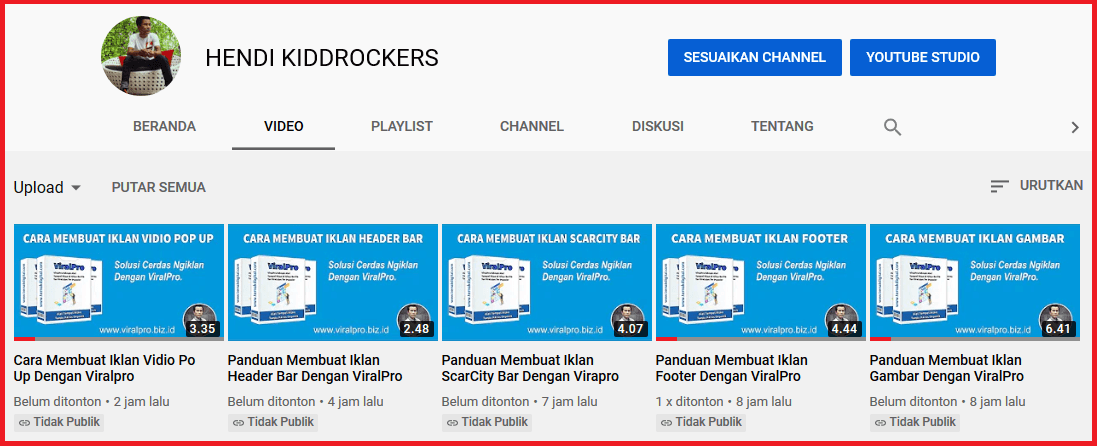 HENDI KIDDROCKERS
SESUAIKAN CHANNEL
YOUTUBE STUDIO
BERANDA
VIDEO
PLAYLIST
CHANNEL
DISKUSI
TENTANG
Upload
PUTAR SEMUA
URUTKAN
CARA MEMBUAT IKLAN VIDIO POP UP
ViralPro
Solusi Cerdas Ngiklan
Dengan ViralPro.
www.viralpro.biz.id
3.35
Cara Membuat Iklan Vidio Po
Up Dengan Viralpro
Belum ditonton • 2 jam lalu
Tidak Publik
CARA MEMBUAT IKLAN HEADER BAR
ViralPro
Solusi Cerdas Ngiklan
Dengan ViralPro.
www.viralpro.biz.id
2.48
Panduan Membuat Iklan
Header Bar Dengan ViralPro
Belum ditonton • 4 jam lalu
Tidak Publik
CARA MEMBUAT IKLAN SCARCITY BAR
ViralPro
Solusi Cerdas Ngiklan
Dengan ViralPro.
www.viralpro.biz.id
4.07
Panduan Membuat Iklan
ScarCity Bar Dengan Virapro
Belum ditonton • 7 jam lalu
Tidak Publik
CARA MEMBUAT IKLAN FOOTER
ViralPro
Solusi Cerdas Ngiklan
Dengan ViralPro.
www.viralpro.biz.id
4.44
Panduan Membuat Iklan
Footer Dengan ViralPro
1 x ditonton • 8 jam lalu
Tidak Publik
CARA MEMBUAT IKLAN GAMBAR
ViralPro
Solusi Cerdas Ngiklan
Dengan ViralPro.
www.viralpro.biz.id
6.41
Panduan Membuat Iklan
Gambar Dengan ViralPro
Belum ditonton • 8 jam lalu
Tidak Publik